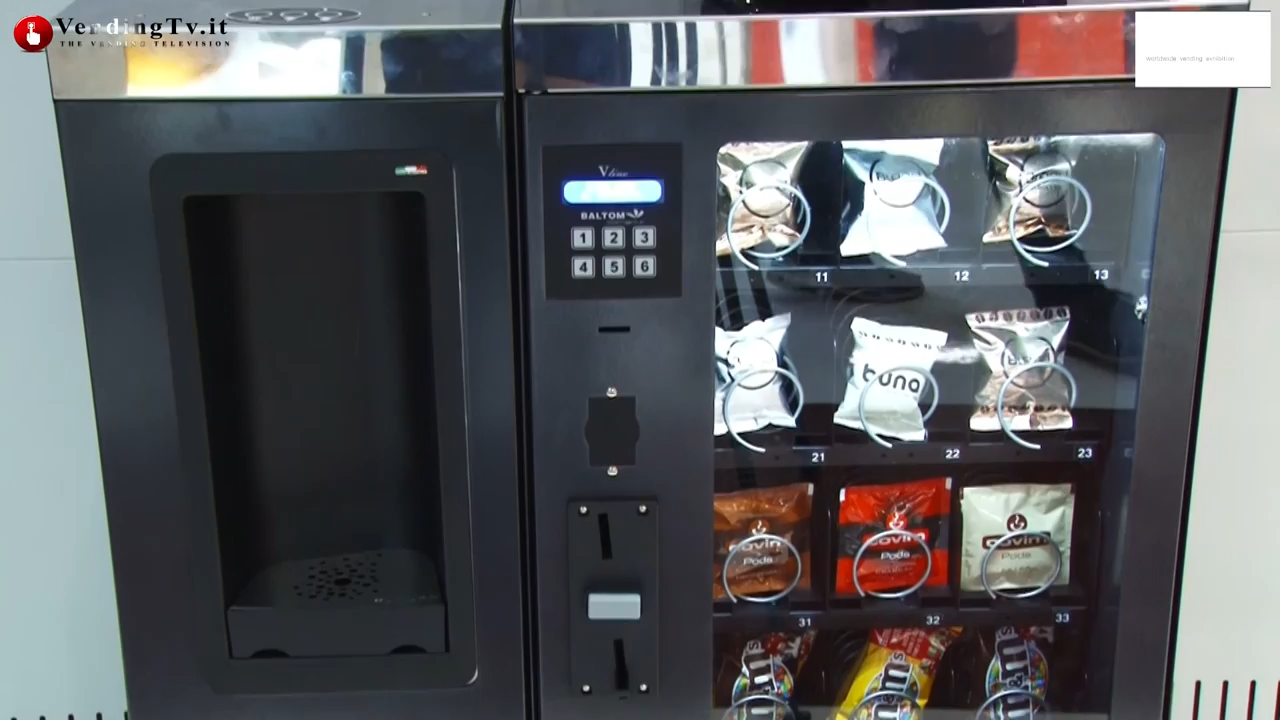 VendingTv.it
THE VENDING TELEVISION
worldwide vending exhibition
Vline
BALTOM
1 2 3
4 5 6
11 12 13
buna
21 22 23
covim covim covim
Pods Pods Pods
31 32 33
m&m's m&m's m&m's